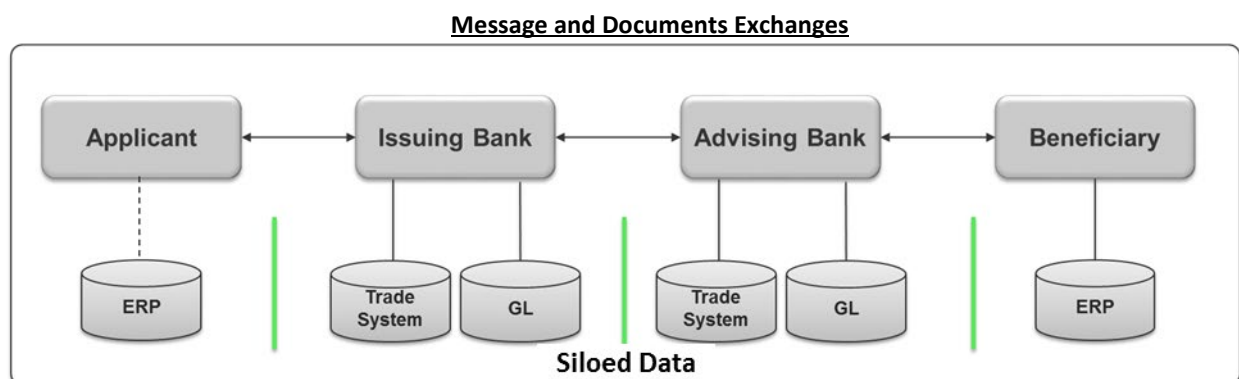 Message and Documents Exchanges
Applicant
Issuing Bank
Advising Bank
Beneficiary
ERP
Trade
System
GL
Trade
System
GL
ERP
Siloed Data